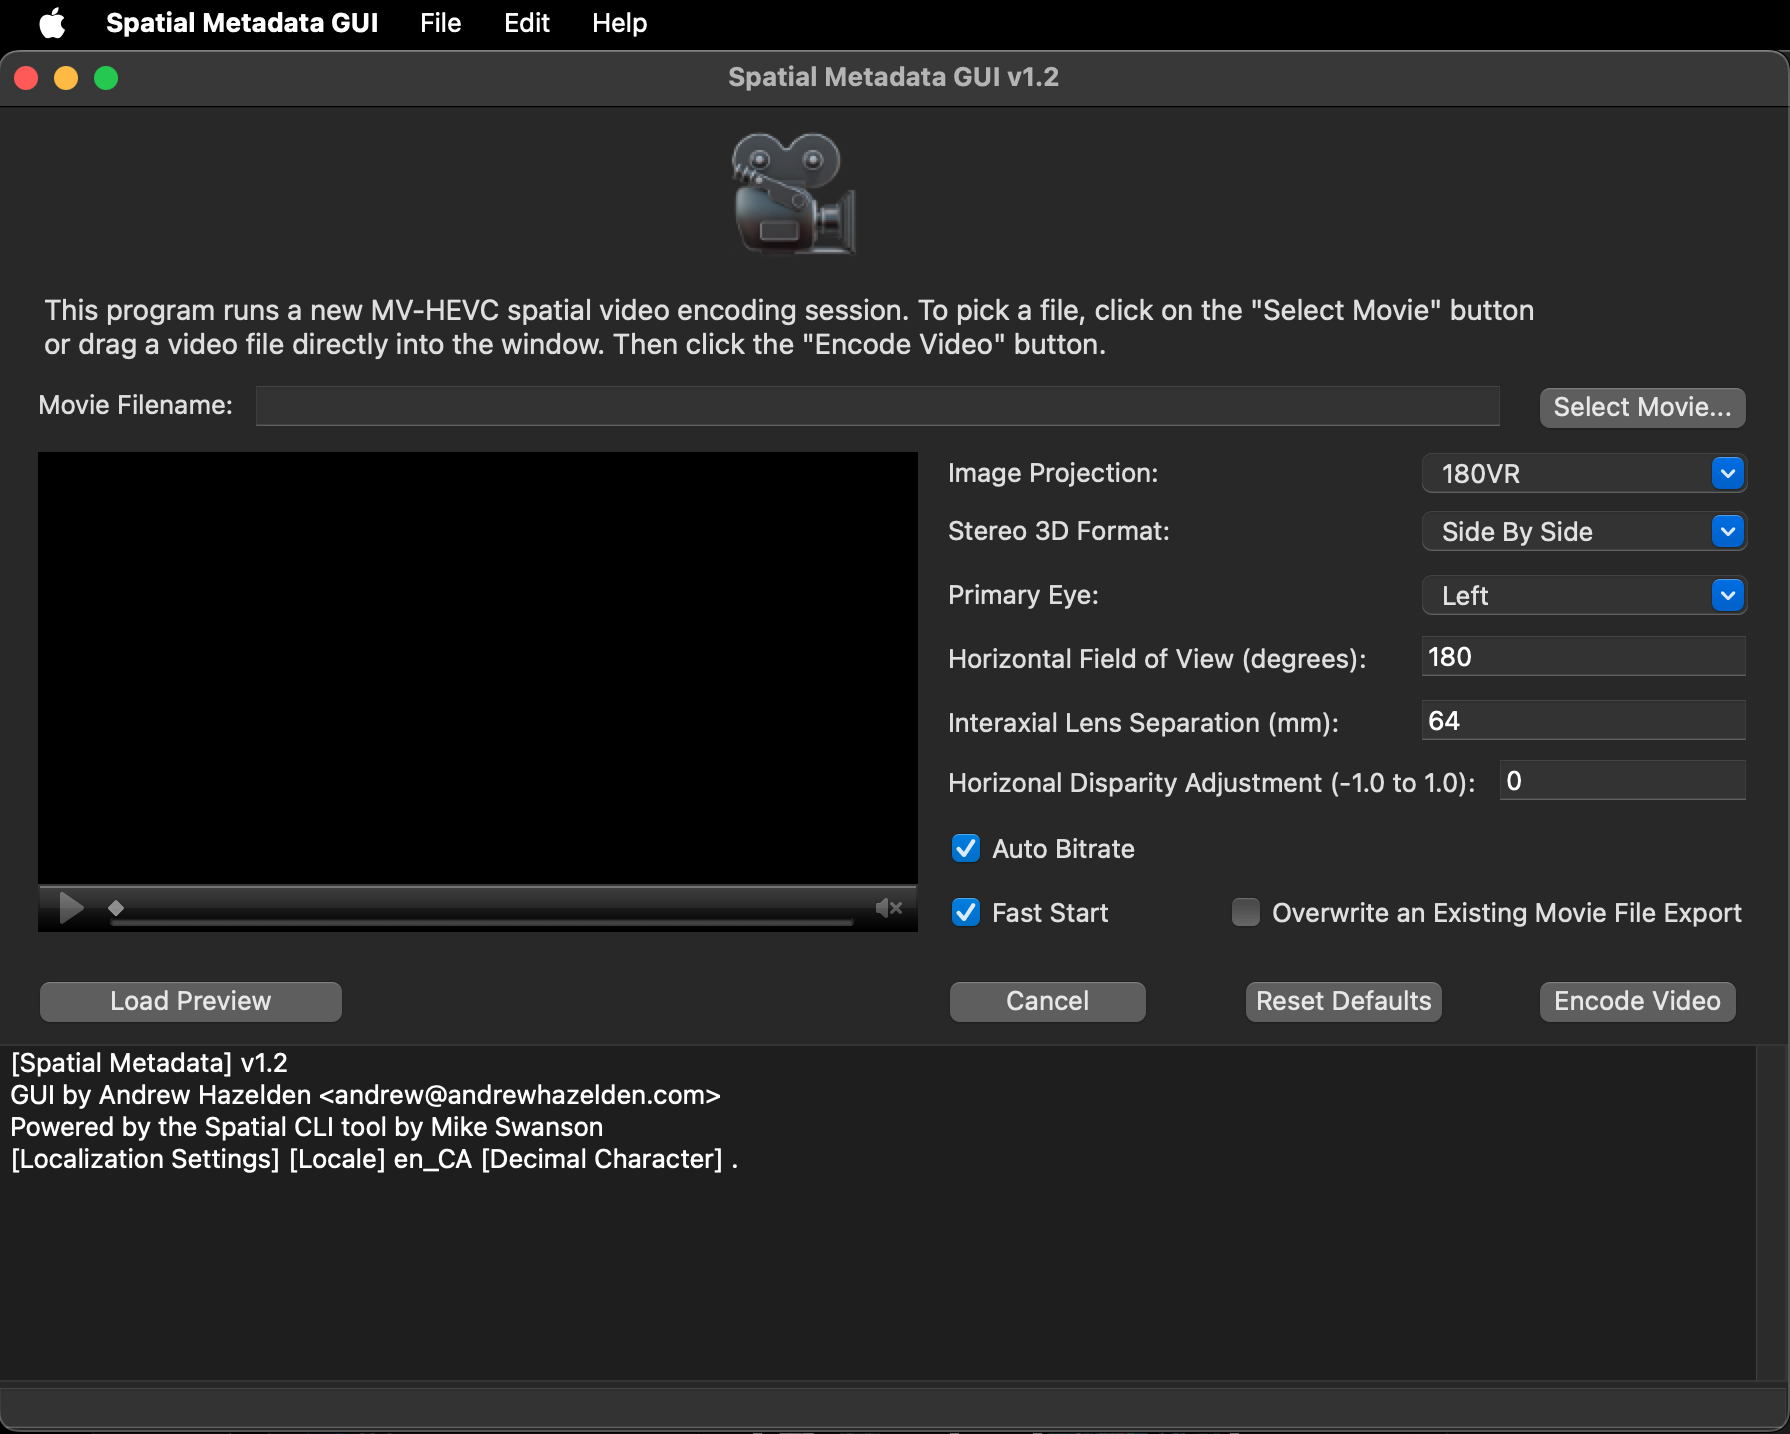 Spatial Metadata GUI File Edit Help
Spatial Metadata GUI v1.2
This program runs a new MV-HEVC spatial video encoding session. To pick a file, click on the "Select Movie" button
or drag a video file directly into the window. Then click the "Encode Video" button.
Movie Filename: Select Movie...
Image Projection: 180VR
Stereo 3D Format: Side By Side
Primary Eye: Left
Horizontal Field of View (degrees): 180
Interaxial Lens Separation (mm): 64
Horizonal Disparity Adjustment (-1.0 to 1.0): 0
Auto Bitrate
Fast Start Overwrite an Existing Movie File Export
Load Preview Cancel Reset Defaults Encode Video
[Spatial Metadata] v1.2
GUI by Andrew Hazelden <andrew@andrewhazelden.com>
Powered by the Spatial CLI tool by Mike Swanson
[Localization Settings] [Locale] en_CA [Decimal Character] .